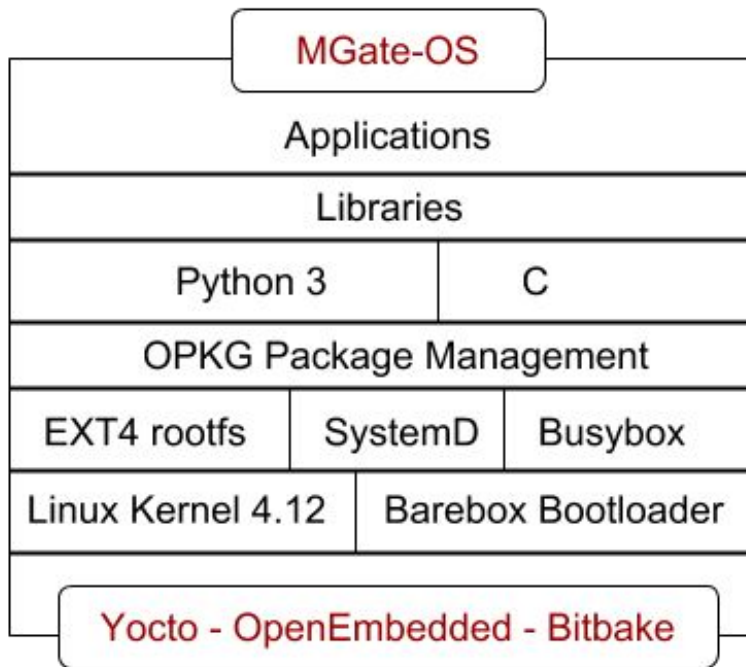 MGate-OS
Applications
Libraries
Python 3 C
OPKG Package Management
EXT4 rootfs SystemD Busybox
Linux Kernel 4.12 Barebox Bootloader
Yocto - OpenEmbedded - Bitbake